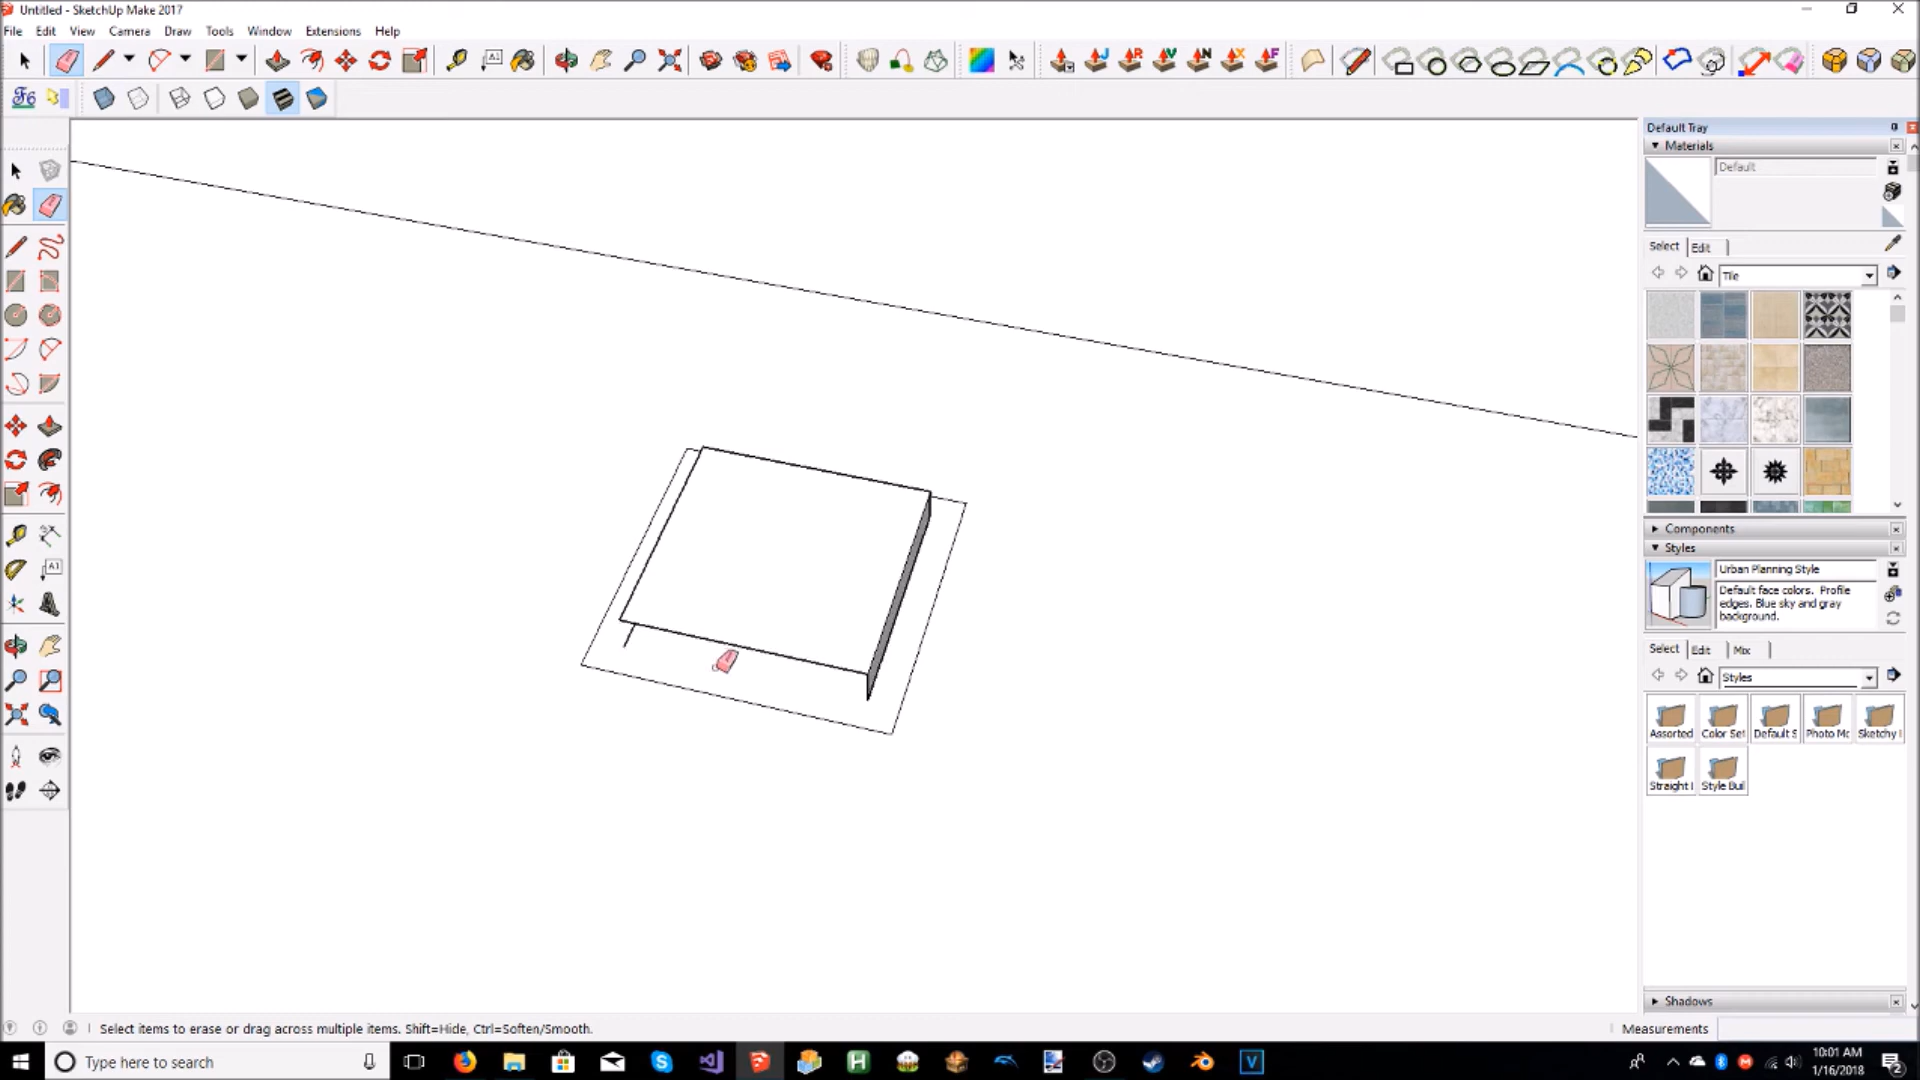 Untitled - SketchUp Make 2017
File Edit View Camera Draw Tools Window Extensions Help
Default Tray
Materials
Default
Select Edit
Tile
Components
Styles
Urban Planning Style
Default face colors. Profile
edges. Blue sky and gray
background.
Select Edit Mix
Styles
Assorted Color Set Default S Photo Mo Sketchy
Straight Style Buil
Shadows
Select items to erase or drag across multiple items. Shift=Hide, Ctrl=Soften/Smooth.
Measurements
Type here to search
10:01 AM
1/16/2018